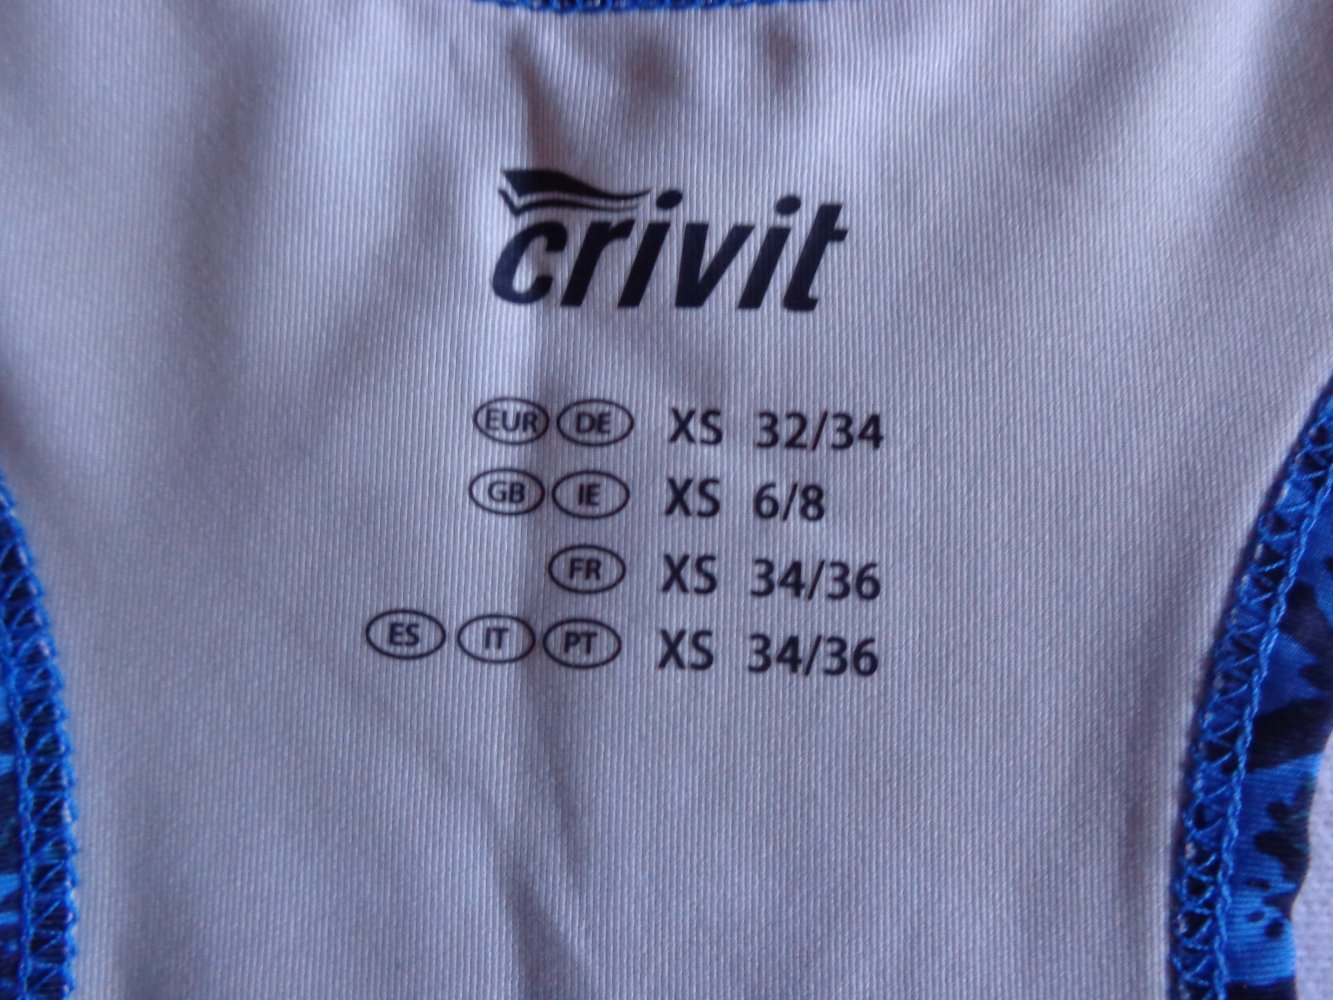 crivit
EUR DE XS 32/34
GB IE XS 6/8
FR XS 34/36
ES IT PT XS 34/36